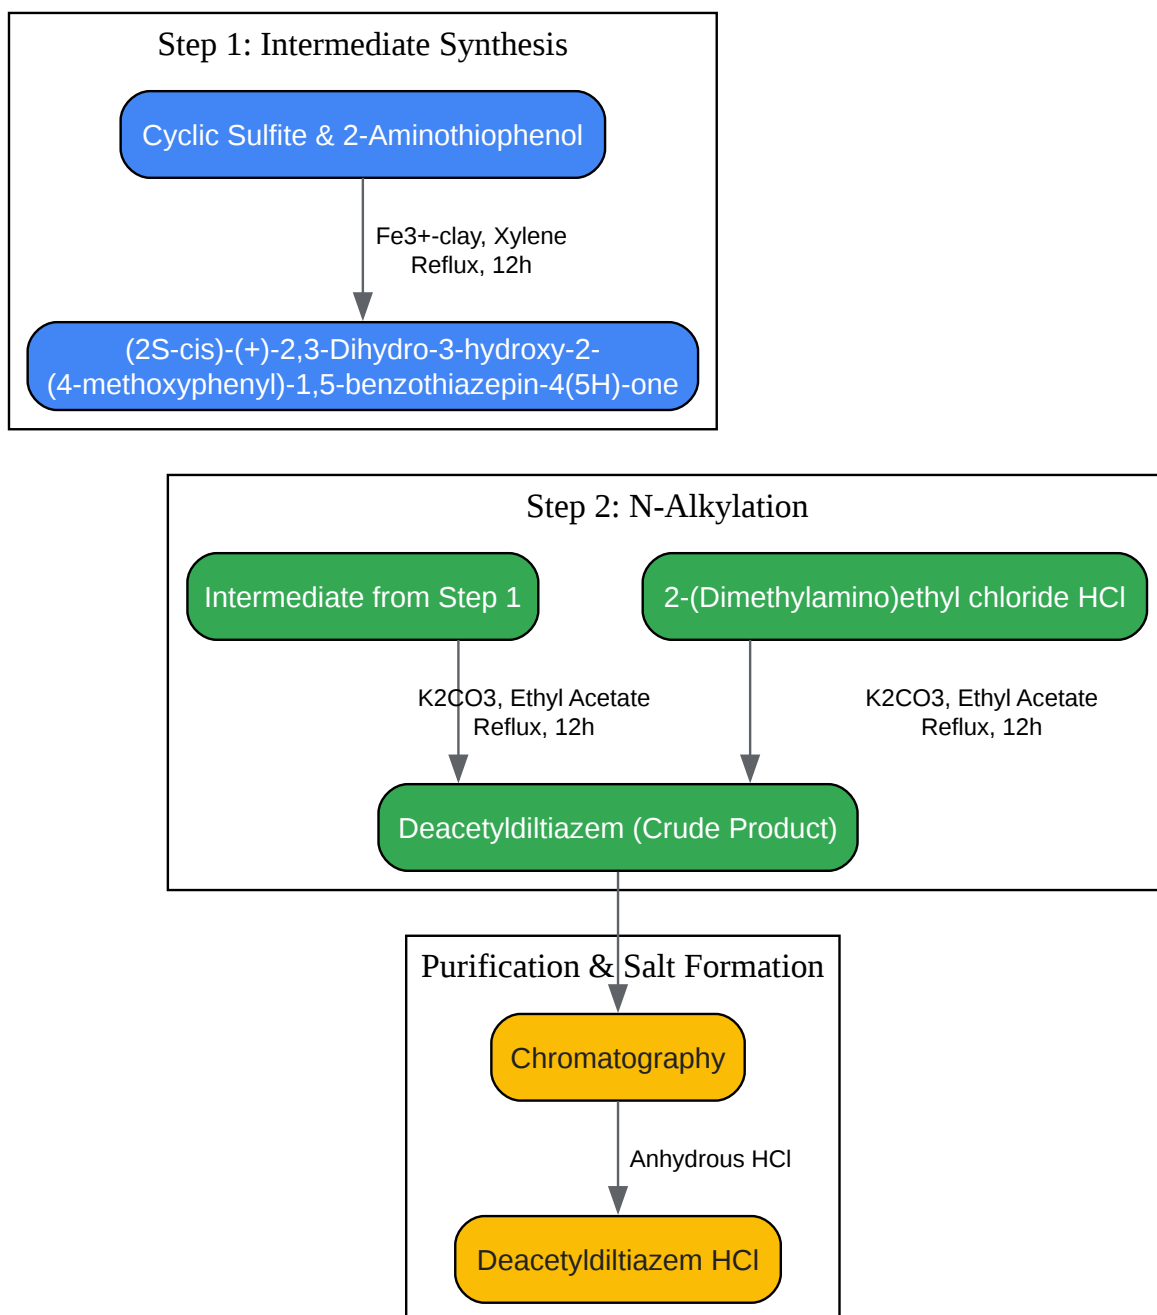 Step 1: Intermediate Synthesis
Cyclic Sulfite & 2-Aminothiophenol
Fe3+-clay, Xylene
Reflux, 12h
(2S-cis)-(+)-2,3-Dihydro-3-hydroxy-2-
(4-methoxyphenyl)-1,5-benzothiazepin-4(5H)-one
Step 2: N-Alkylation
Intermediate from Step 1
2-(Dimethylamino)ethyl chloride HCl
K2CO3, Ethyl Acetate
Reflux, 12h
K2CO3, Ethyl Acetate
Reflux, 12h
Deacetyldiltiazem (Crude Product)
Purification & Salt Formation
Chromatography
Anhydrous HCl
Deacetyldiltiazem HCl